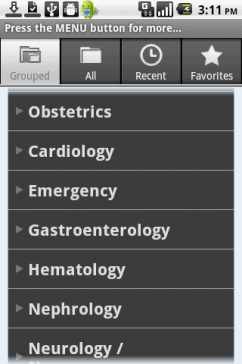 3:11 PM
Press the MENU button for more...
Grouped
All
Recent
Favorites
Obstetrics
Cardiology
Emergency
Gastroenterology
Hematology
Nephrology
Neurology /